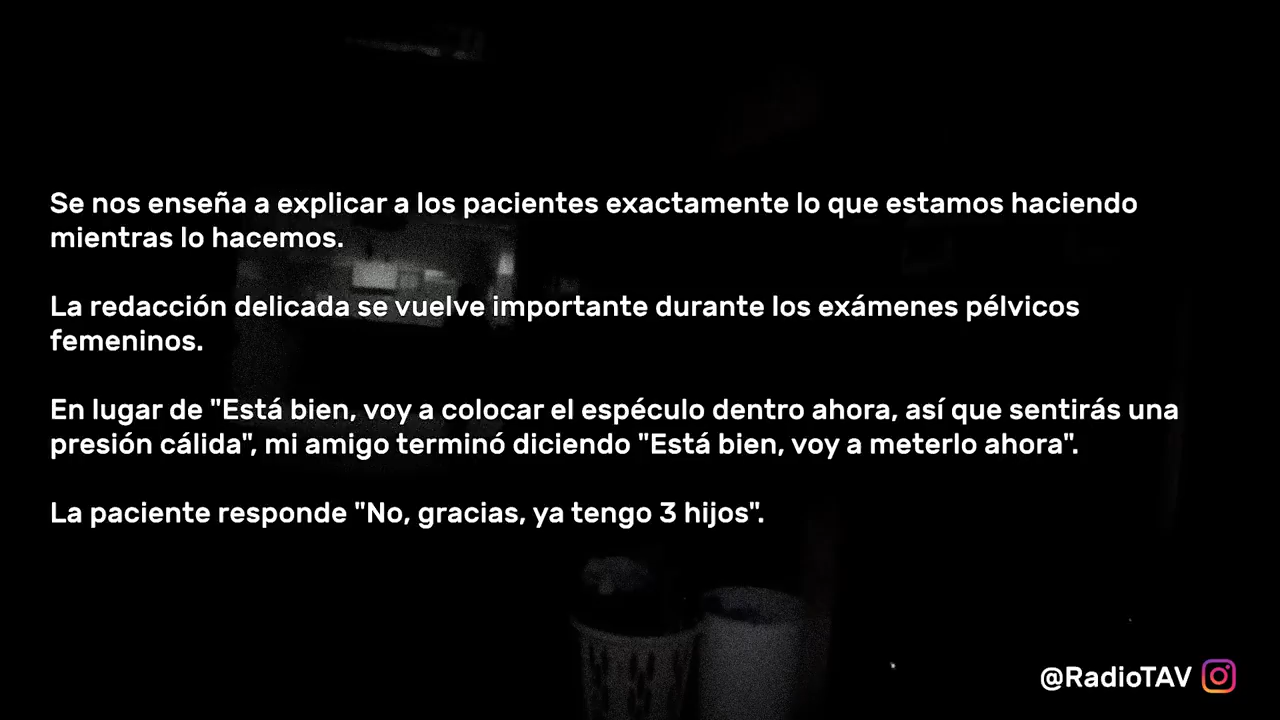 Se nos enseña a explicar a los pacientes exactamente lo que estamos haciendo
mientras lo hacemos.
La redacción delicada se vuelve importante durante los exámenes pélvicos
femeninos.
En lugar de "Está bien, voy a colocar el espéculo dentro ahora, así que sentirás una
presión cálida", mi amigo terminó diciendo "Está bien, voy a meterlo ahora".
La paciente responde "No, gracias, ya tengo 3 hijos".
@RadioTAV